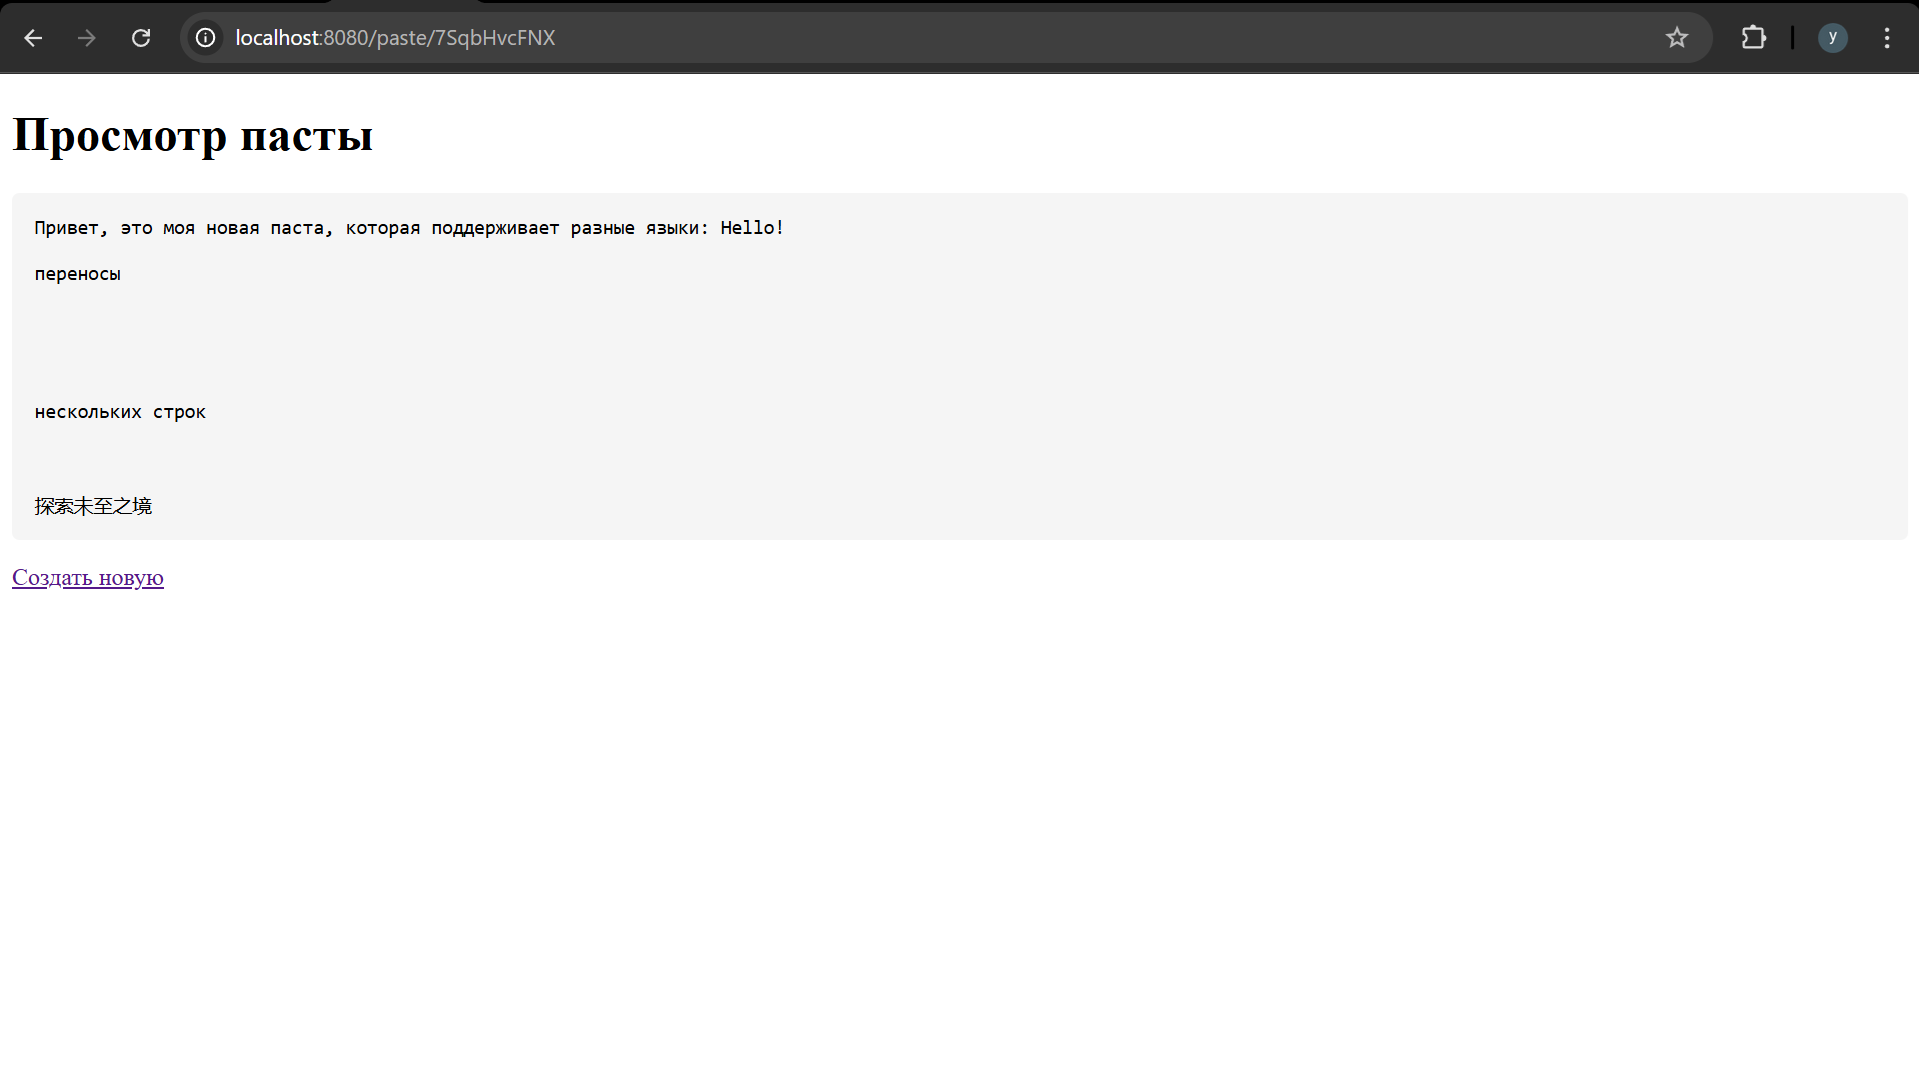 localhost:8080/paste/7SqbHvcFNX
y
Просмотр пасты
Привет, это моя новая паста, которая поддерживает разные языки: Hello!
переносы
нескольких строк
探索未至之境
Создать новую